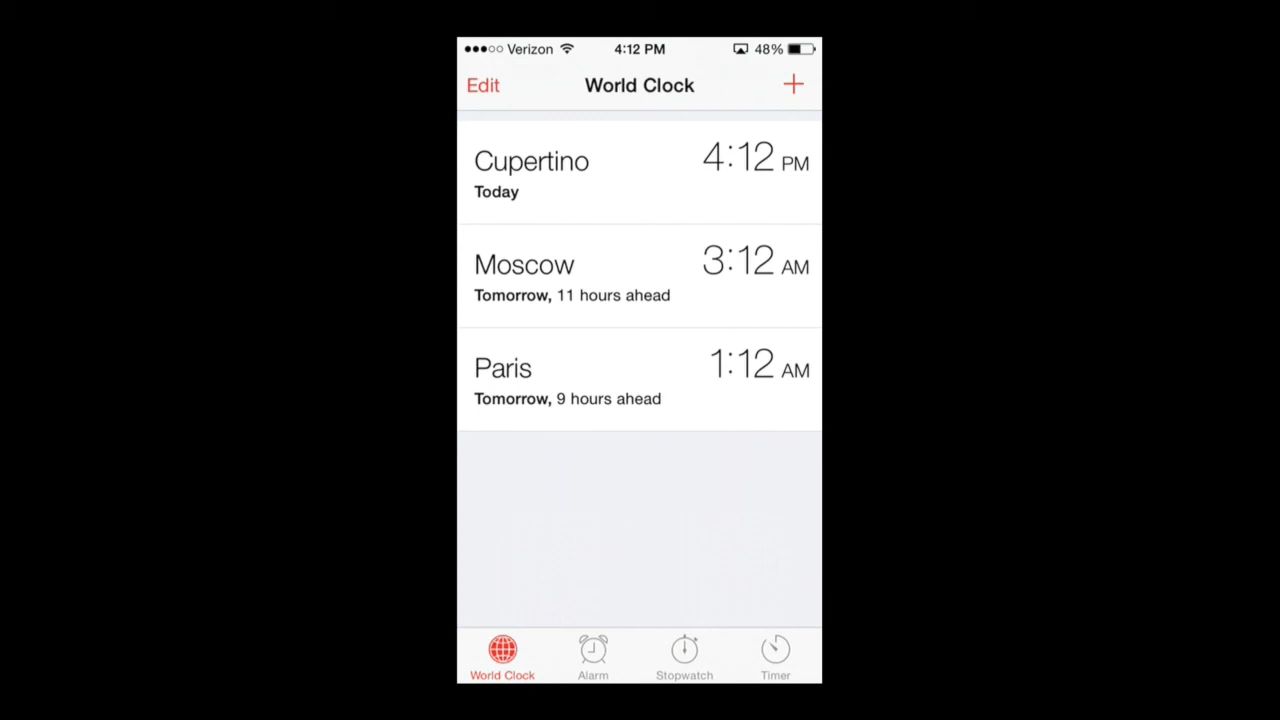 Verizon 4:12 PM 48%
Edit World Clock +
Cupertino 4:12 PM
Today
Moscow 3:12 AM
Tomorrow, 11 hours ahead
Paris 1:12 AM
Tomorrow, 9 hours ahead
World Clock Alarm Stopwatch Timer